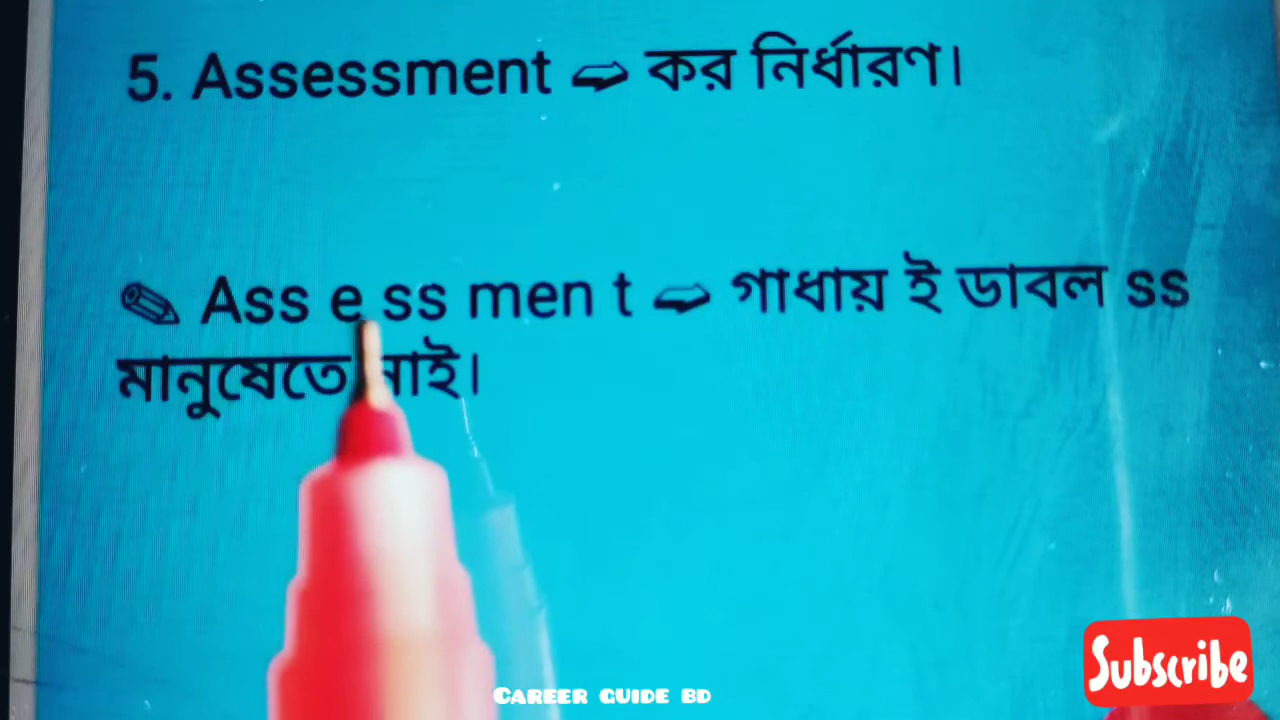 5. Assessment ➯ কর নির্ধারণ।
✎ Ass e ss men t ➯ গাধায় ই ডাবল ss
মানুষেতে নাই।
Subscribe
CAREER GUIDE BD